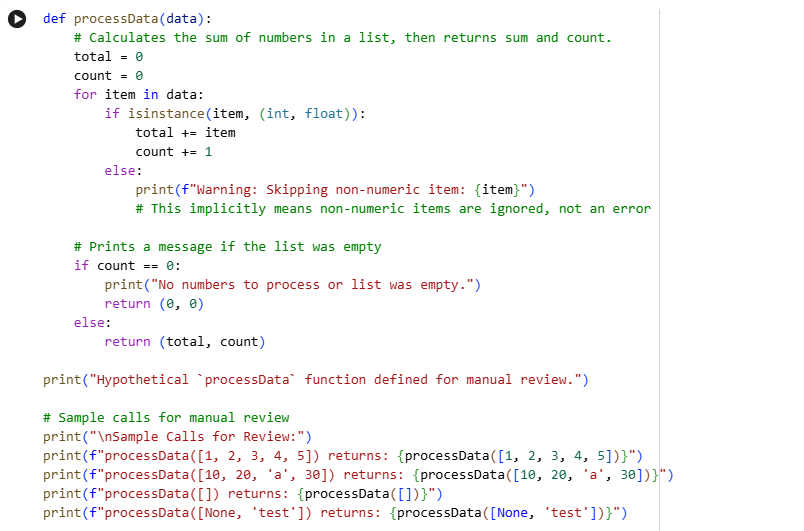 def processData(data):
    # Calculates the sum of numbers in a list, then returns sum and count.
    total = 0
    count = 0
    for item in data:
        if isinstance(item, (int, float)):
            total += item
            count += 1
        else:
            print(f"Warning: Skipping non-numeric item: {item}")
            # This implicitly means non-numeric items are ignored, not an error

    # Prints a message if the list was empty
    if count == 0:
        print("No numbers to process or list was empty.")
        return (0, 0)
    else:
        return (total, count)

print("Hypothetical `processData` function defined for manual review.")

# Sample calls for manual review
print("\nSample Calls for Review:")
print(f"processData([1, 2, 3, 4, 5]) returns: {processData([1, 2, 3, 4, 5])}")
print(f"processData([10, 20, 'a', 30]) returns: {processData([10, 20, 'a', 30])}")
print(f"processData([]) returns: {processData([])}")
print(f"processData([None, 'test']) returns: {processData([None, 'test'])}")